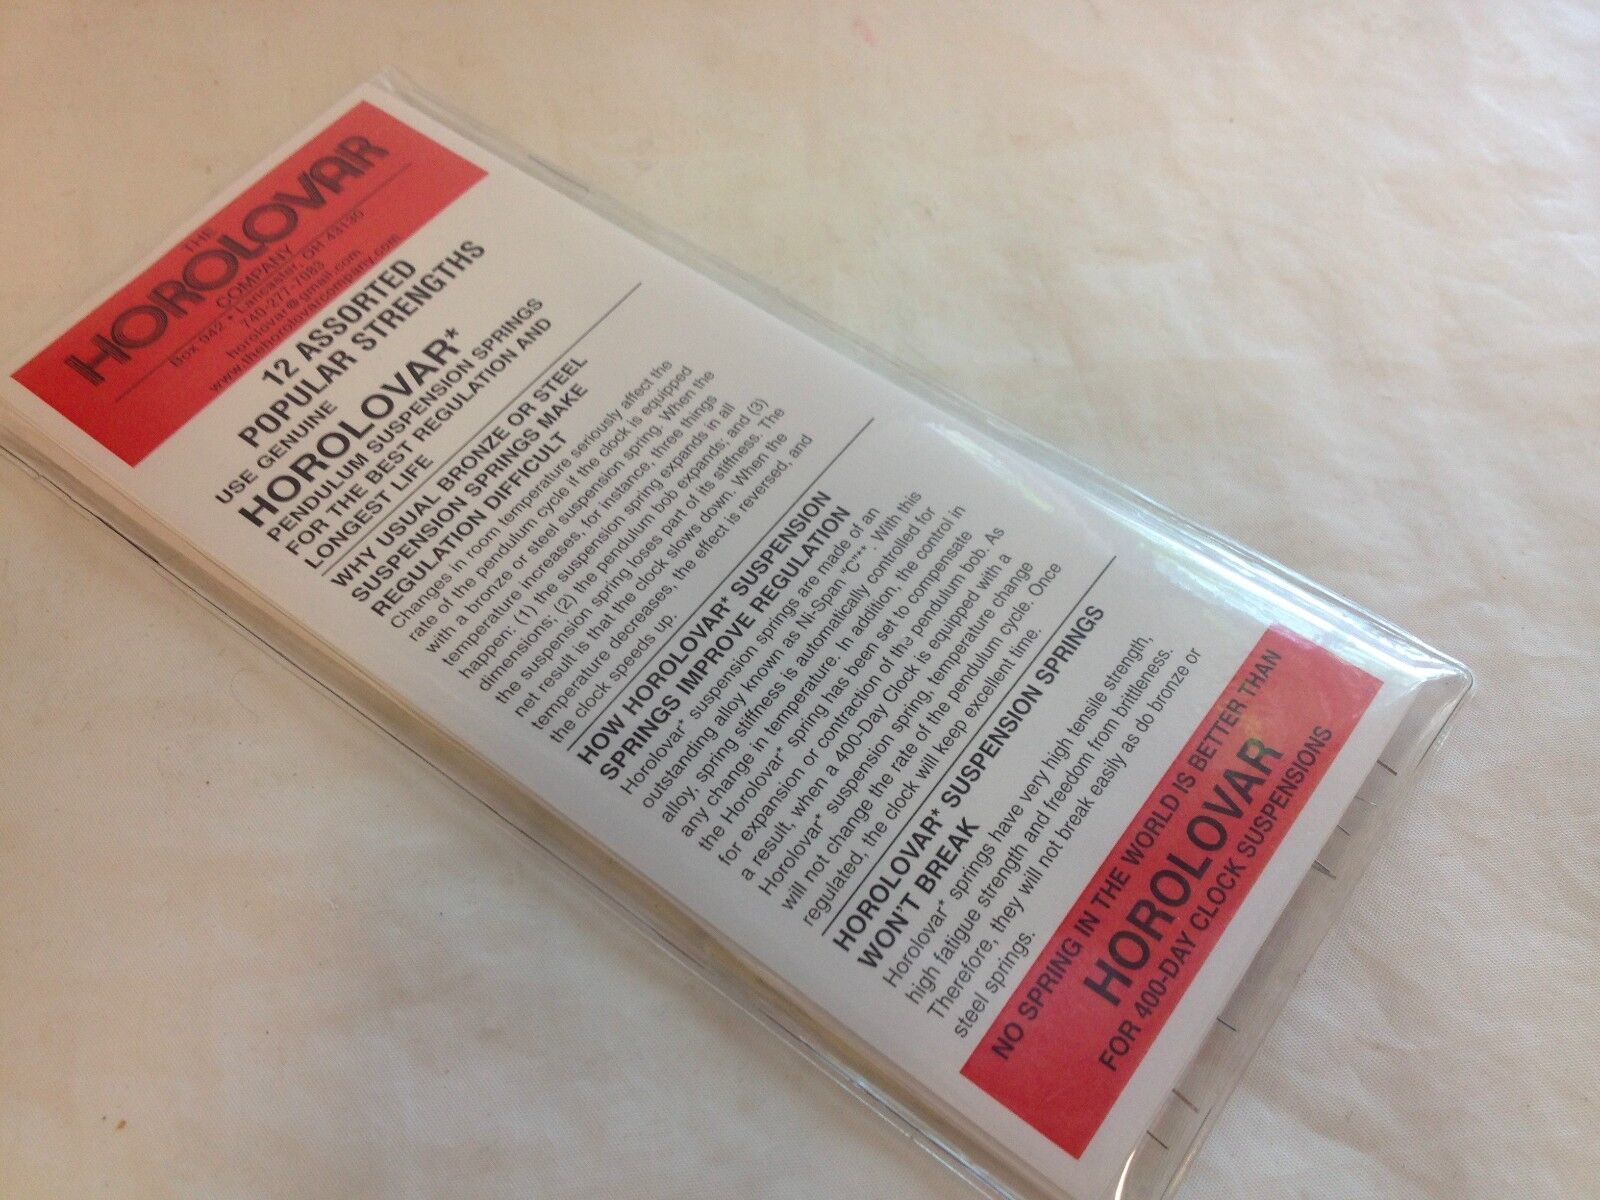 THE
HOROLOVAR
COMPANY
Box 942 * Lancaster, OH 43130
740-277-7083
horolovar@gmail.com
www.thehorolovarcompany.com
12 ASSORTED
POPULAR STRENGTHS
USE GENUINE
HOROLOVAR*
PENDULUM SUSPENSION SPRINGS
FOR THE BEST REGULATION AND
LONGEST LIFE
WHY USUAL BRONZE OR STEEL
SUSPENSION SPRINGS MAKE
REGULATION DIFFICULT
Changes in room temperature seriously affect the
rate of the pendulum cycle if the clock is equipped
with a bronze or steel suspension spring. When the
temperature increases, for instance, three things
happen: (1) the suspension spring expands in all
dimensions; (2) the pendulum bob expands; and (3)
the suspension spring loses part of its stiffness. The
net result is that the clock slows down. When the
temperature decreases, the effect is reversed, and
the clock speeds up.
HOW HOROLOVAR* SUSPENSION
SPRINGS IMPROVE REGULATION
Horolovar* suspension springs are made of an
outstanding alloy known as Ni-Span "C"**. With this
alloy, spring stiffness is automatically controlled for
any change in temperature. In addition, the control in
the Horolovar* spring has been set to compensate
for expansion or contraction of the pendulum bob. As
a result, when a 400-Day Clock is equipped with a
Horolovar* suspension spring, temperature change
will not change the rate of the pendulum cycle. Once
regulated, the clock will keep excellent time.
HOROLOVAR* SUSPENSION SPRINGS
WON'T BREAK
Horolovar* springs have very high tensile strength,
high fatigue strength and freedom from brittleness.
Therefore, they will not break easily as do bronze or
steel springs.
NO SPRING IN THE WORLD IS BETTER THAN
HOROLOVAR
FOR 400-DAY CLOCK SUSPENSIONS